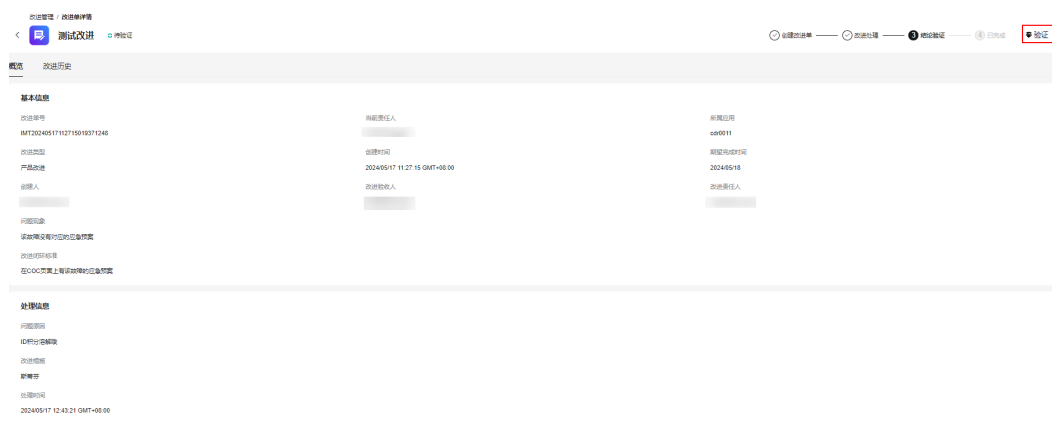 改进管理 / 改进单详情
测试改进 待验证
创建改进单 改进处理 3 结论验证 4 已完成 验证
概览 改进历史
基本信息
改进单号 当前责任人 所属应用
IMT20240517112715019371248 cdr0011
改进类型 创建时间 期望完成时间
产品改进 2024/05/17 11:27:15 GMT+08:00 2024/05/18
创建人 改进验收人 改进责任人
问题现象
该故障没有对应的应急预案
改进闭环标准
在COC页面上有该故障的应急预案
处理信息
问题原因
ID积分溶解度
改进措施
处理时间
2024/05/17 12:43:21 GMT+08:00